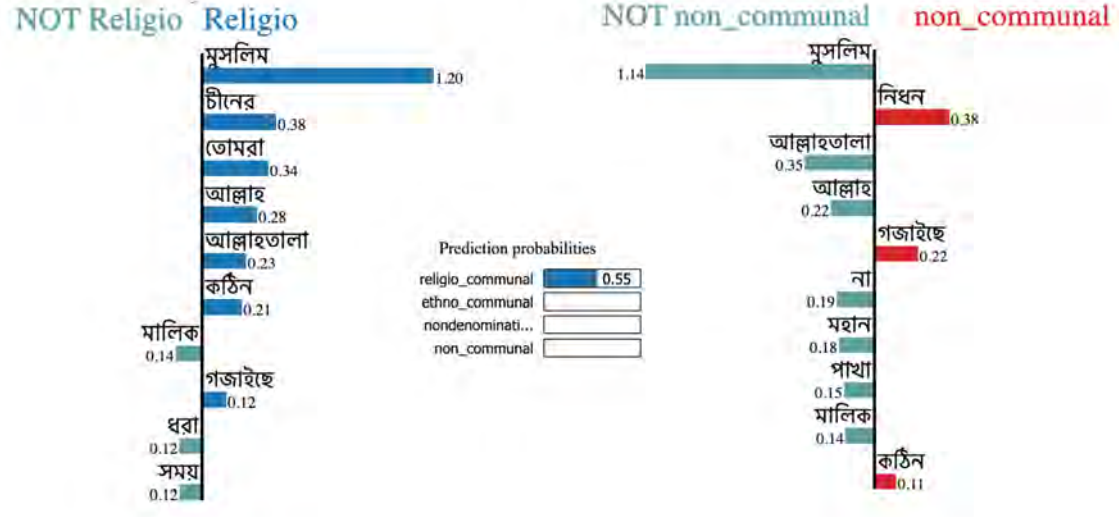 NOT Religio Religio
মুসলিম
1.20
চীনের
0.38
তোমরা
0.34
আল্লাহ
0.28
আল্লাহতালা
0.23
কঠিন
0.21
মালিক
0.14
গজাইছে
0.12
ধরা
0.12
সময়
0.12
Prediction probabilities
religio_communal 0.55
ethno_communal
nondenominati...
non_communal
NOT non_communal non_communal
মুসলিম
1.14
নিধন
0.38
আল্লাহতালা
0.35
আল্লাহ
0.22
গজাইছে
0.22
না
0.19
মহান
0.18
পাখা
0.15
মালিক
0.14
কঠিন
0.11